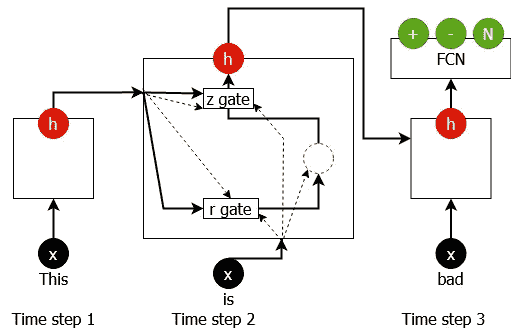 + - N
FCN
h
z gate
h
h
r gate
x
x
x
This
is
bad
Time step 1
Time step 2
Time step 3